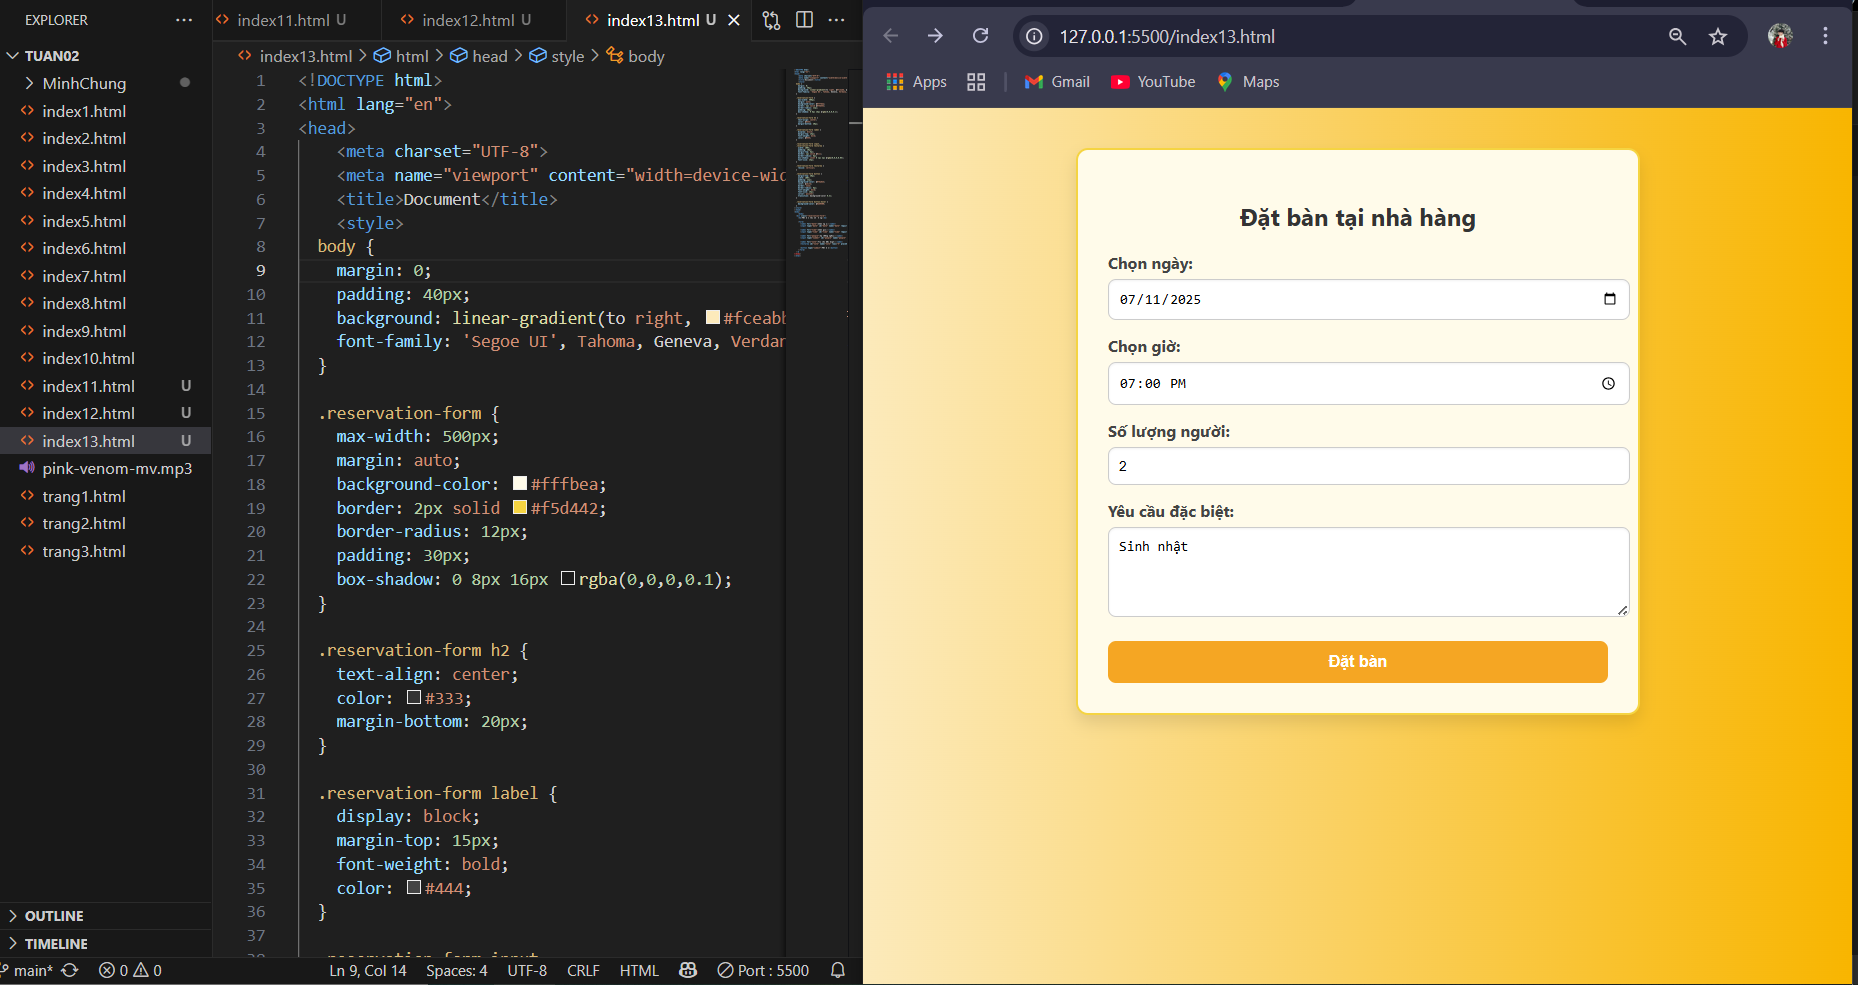 EXPLORER
TUAN02
MinhChung
index1.html
index2.html
index3.html
index4.html
index5.html
index6.html
index7.html
index8.html
index9.html
index10.html
index11.html U
index12.html U
index13.html U
pink-venom-mv.mp3
trang1.html
trang2.html
trang3.html
OUTLINE
TIMELINE
index11.html U
index12.html U
index13.html U
index13.html > html > head > style > body
1 <!DOCTYPE html>
2 <html lang="en">
3 <head>
4 <meta charset="UTF-8">
5 <meta name="viewport" content="width=device-wid
6 <title>Document</title>
7 <style>
8 body {
9 margin: 0;
10 padding: 40px;
11 background: linear-gradient(to right, #fceabb
12 font-family: 'Segoe UI', Tahoma, Geneva, Verdan
13 }
14
15 .reservation-form {
16 max-width: 500px;
17 margin: auto;
18 background-color: #fffbea;
19 border: 2px solid #f5d442;
20 border-radius: 12px;
21 padding: 30px;
22 box-shadow: 0 8px 16px rgba(0,0,0,0.1);
23 }
24
25 .reservation-form h2 {
26 text-align: center;
27 color: #333;
28 margin-bottom: 20px;
29 }
30
31 .reservation-form label {
32 display: block;
33 margin-top: 15px;
34 font-weight: bold;
35 color: #444;
36 }
37
38 .reservation-form input
main* 0 0 Ln 9, Col 14 Spaces: 4 UTF-8 CRLF HTML Port : 5500
127.0.0.1:5500/index13.html
Apps Gmail YouTube Maps
Đặt bàn tại nhà hàng
Chọn ngày:
07/11/2025
Chọn giờ:
07:00 PM
Số lượng người:
2
Yêu cầu đặc biệt:
Sinh nhật
Đặt bàn